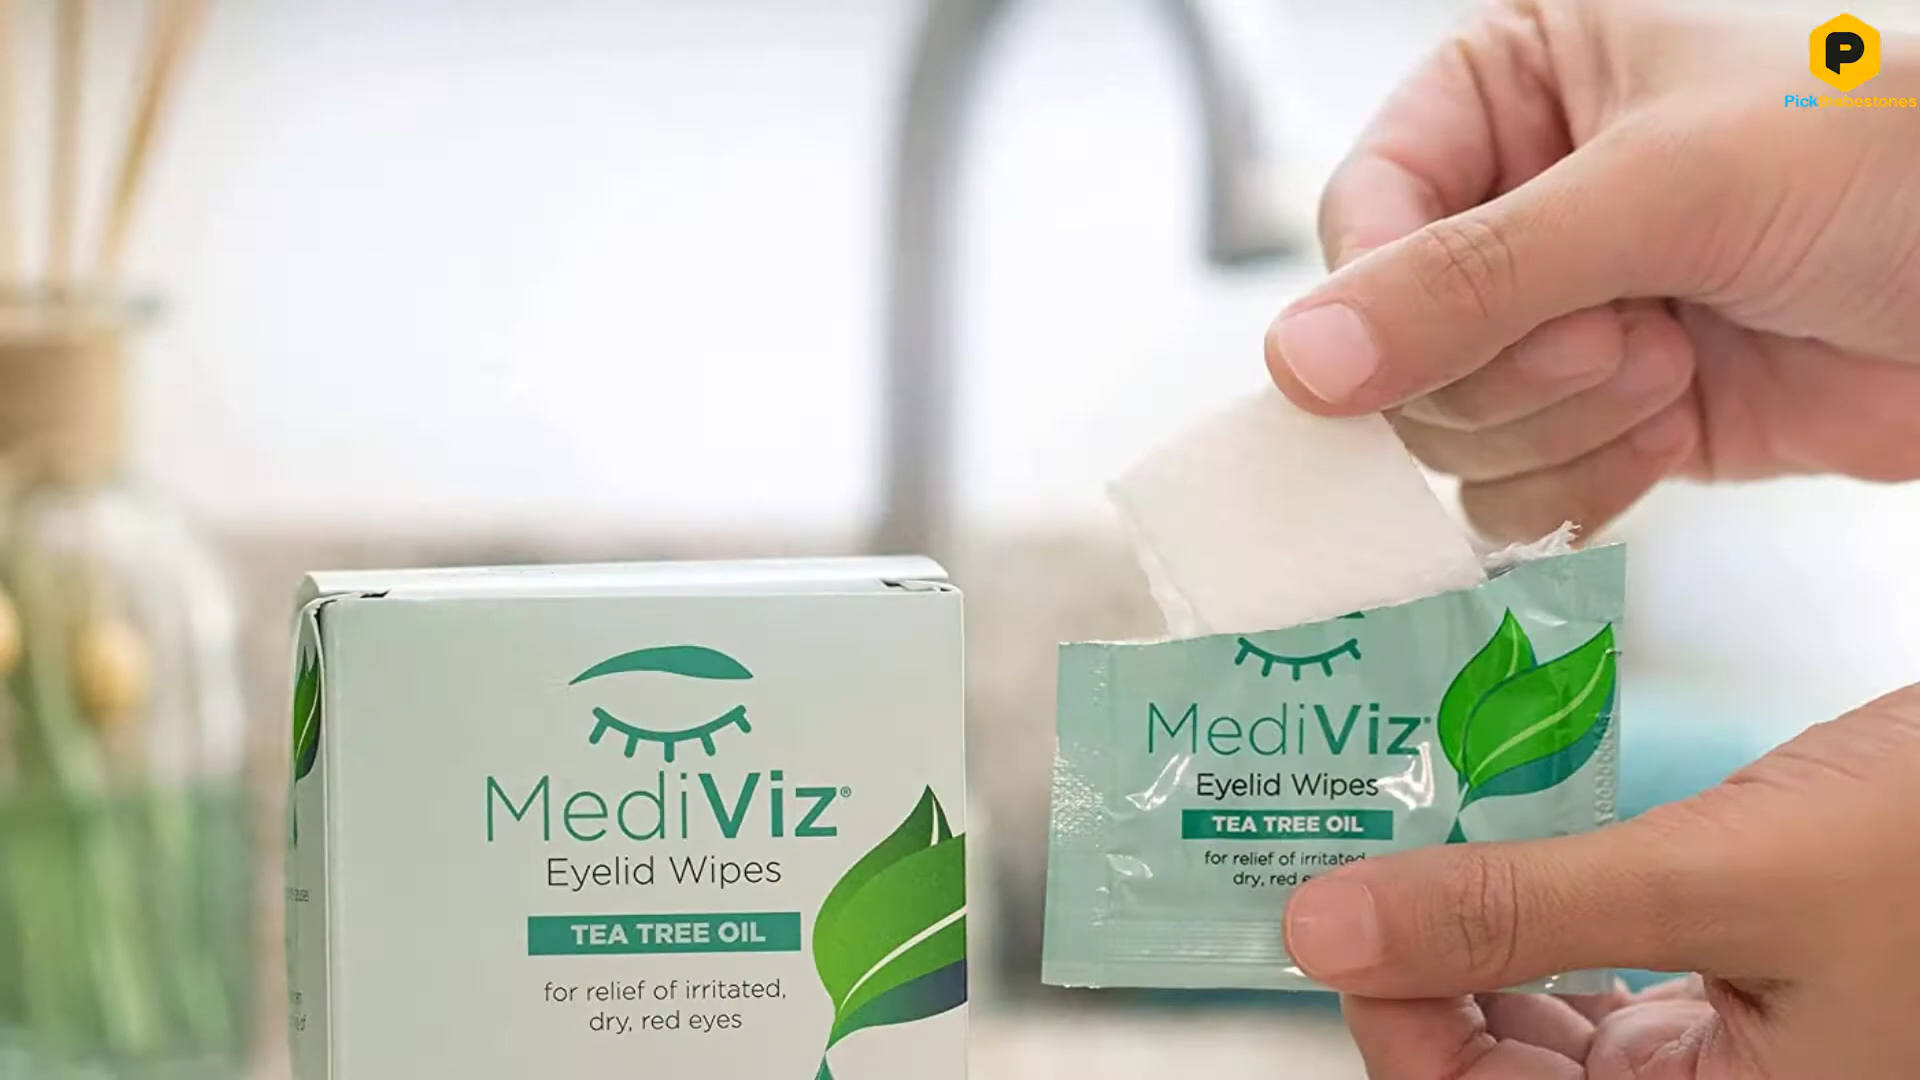 P
Pickthebestones
MediViz®
Eyelid Wipes
TEA TREE OIL
for relief of irritated,
dry, red eyes
MediViz
Eyelid Wipes
TEA TREE OIL
for relief of irritated
dry, red